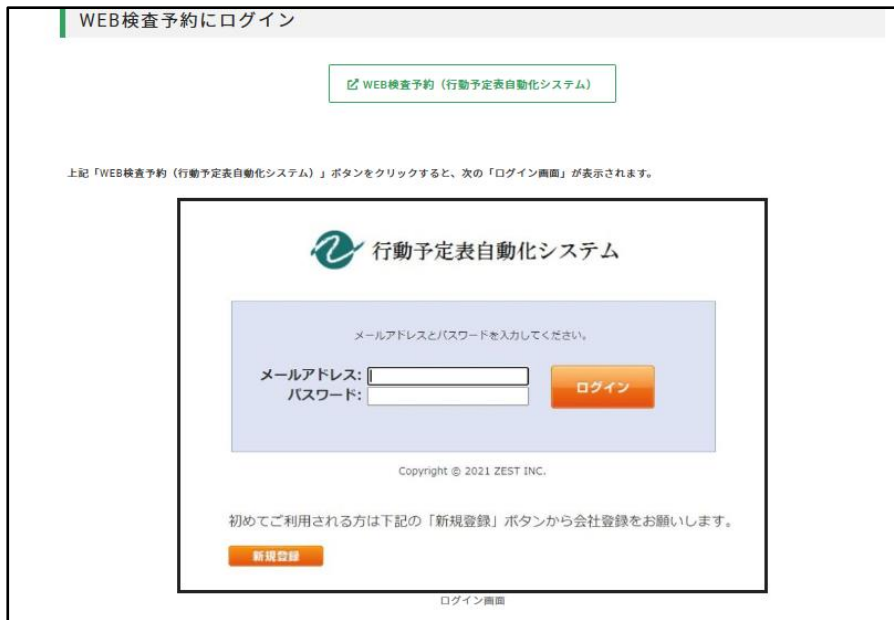 WEB検査予約にログイン
WEB検査予約（行動予定表自動化システム）
上記「WEB検査予約（行動予定表自動化システム）」ボタンをクリックすると、次の「ログイン画面」が表示されます。
行動予定表自動化システム
メールアドレスとパスワードを入力してください。
メールアドレス:
パスワード:
ログイン
Copyright © 2021 ZEST INC.
初めてご利用される方は下記の「新規登録」ボタンから会社登録をお願いします。
新規登録
ログイン画面